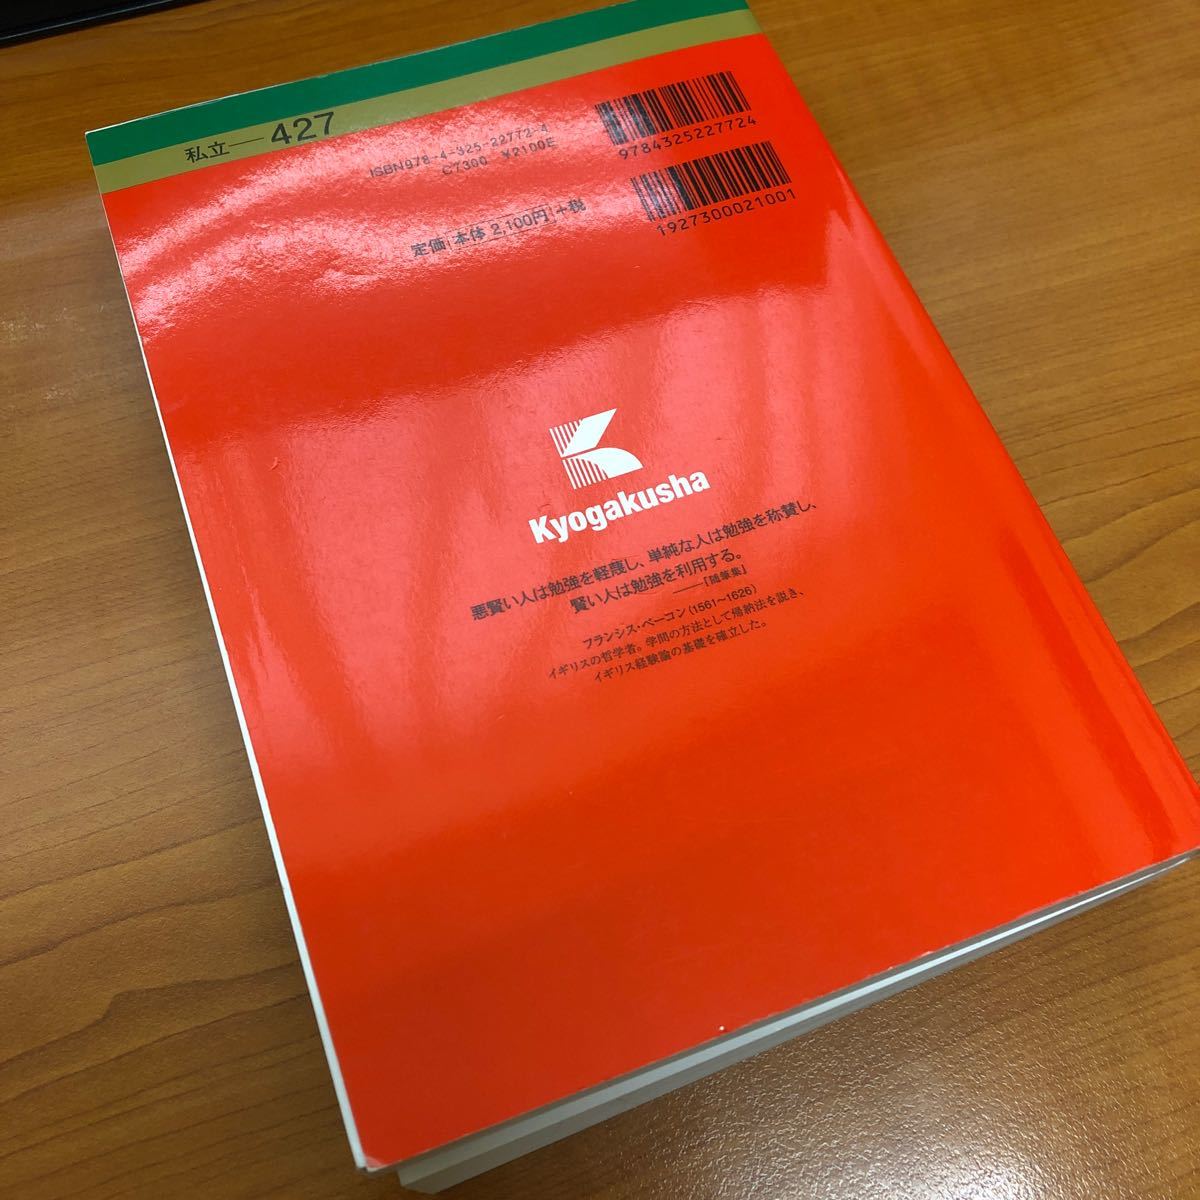 私立—427
ISBN978-4-325-22772-4
C7300 ¥2100E
定価|本体 2,100円|+税
9784325227724
1927300021001
Kyogakusha
悪賢い人は勉強を軽蔑し、単純な人は勉強を称賛し、
賢い人は勉強を利用する。
——『随筆集』
フランシス・ベーコン(1561~1626)
イギリスの哲学者。学問の方法として帰納法を説き、
イギリス経験論の基礎を確立した。